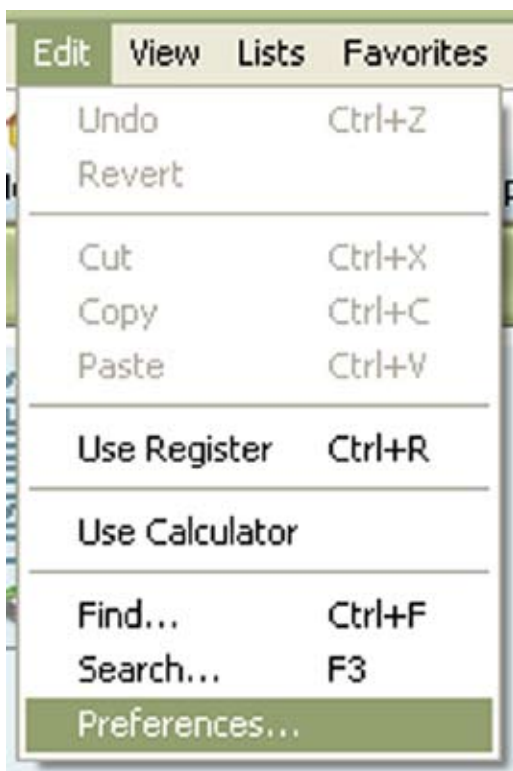 Edit View Lists Favorites
Undo Ctrl+Z
Revert
Cut Ctrl+X
Copy Ctrl+C
Paste Ctrl+V
Use Register Ctrl+R
Use Calculator
Find... Ctrl+F
Search... F3
Preferences...